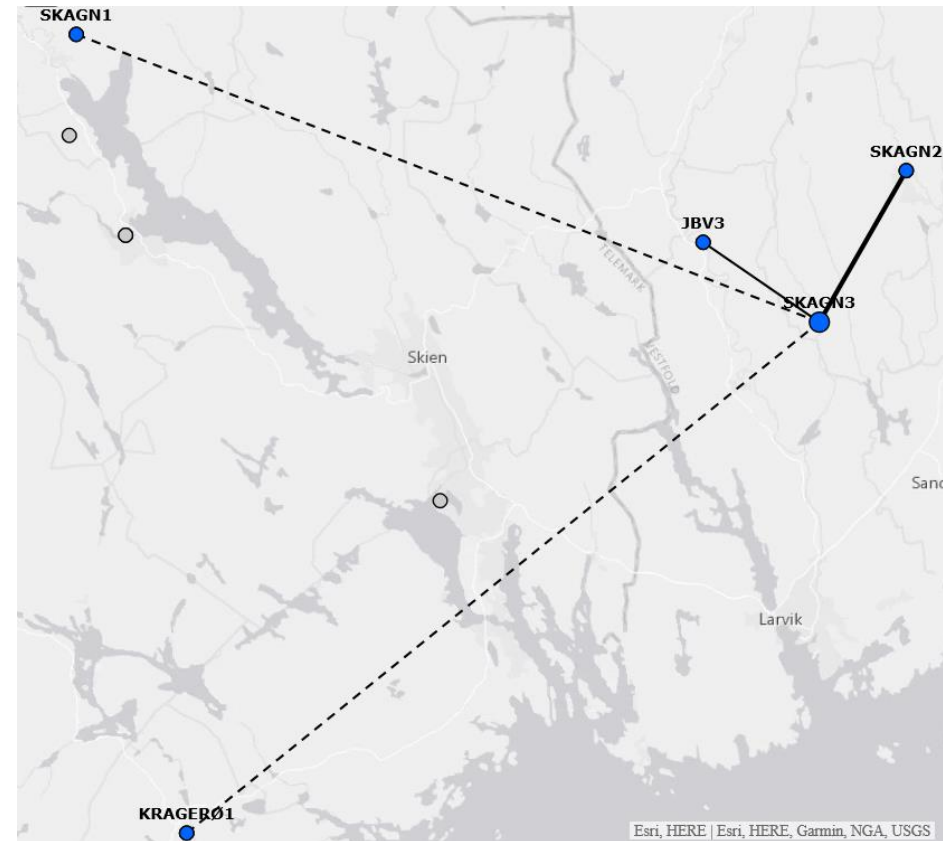 SKAGN1
SKAGN2
JBV3
TELEMARK
SKAGN3
VESTFOLD
Skien
Sand
Larvik
KRAGERØ1
Esri, HERE | Esri, HERE, Garmin, NGA, USGS